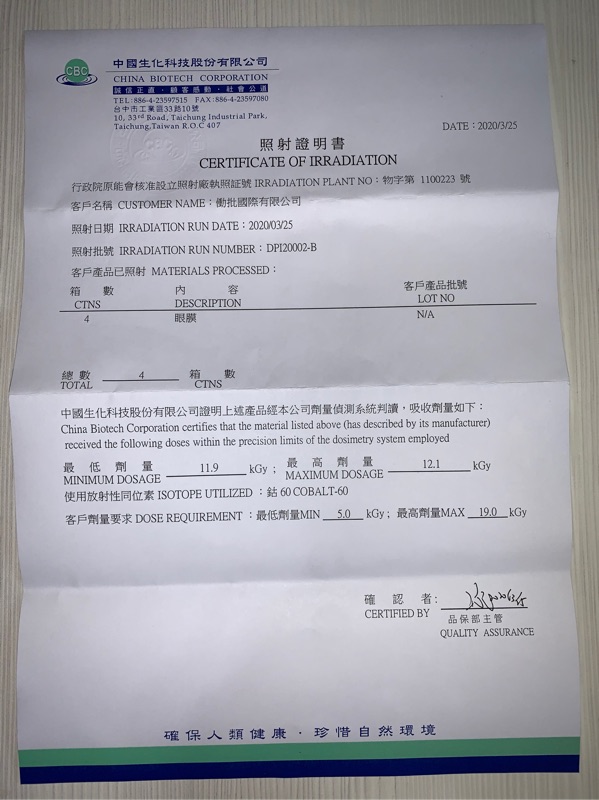 CBC
中國生化科技股份有限公司
CHINA BIOTECH CORPORATION
誠信正直．顧客感動．社會公道
TEL:886-4-23597515 FAX:886-4-23597080
台中市工業區33路10號
10, 33rd Road, Taichung Industrial Park,
Taichung,Taiwan R.O.C 407
DATE：2020/3/25
照射證明書
CERTIFICATE OF IRRADIATION
行政院原能會核准設立照射廠執照証號 IRRADIATION PLANT NO：物字第 1100223 號
客戶名稱 CUSTOMER NAME：働批國際有限公司
照射日期 IRRADIATION RUN DATE：2020/03/25
照射批號 IRRADIATION RUN NUMBER：DPI20002-B
客戶產品已照射 MATERIALS PROCESSED：
箱 數 內 容 客戶產品批號
CTNS DESCRIPTION LOT NO
4 眼膜 N/A
總數 4 箱 數
TOTAL CTNS
中國生化科技股份有限公司證明上述產品經本公司劑量偵測系統判讀，吸收劑量如下：
China Biotech Corporation certifies that the material listed above (has described by its manufacturer)
received the following doses within the precision limits of the dosimetry system employed
最 低 劑 量 11.9 kGy； 最 高 劑 量 12.1 kGy
MINIMUM DOSAGE MAXIMUM DOSAGE
使用放射性同位素 ISOTOPE UTILIZED：鈷 60 COBALT-60
客戶劑量要求 DOSE REQUIREMENT：最低劑量MIN 5.0 kGy；最高劑量MAX 19.0 kGy
確 認 者：
CERTIFIED BY 品保部主管
QUALITY ASSURANCE
確保人類健康．珍惜自然環境